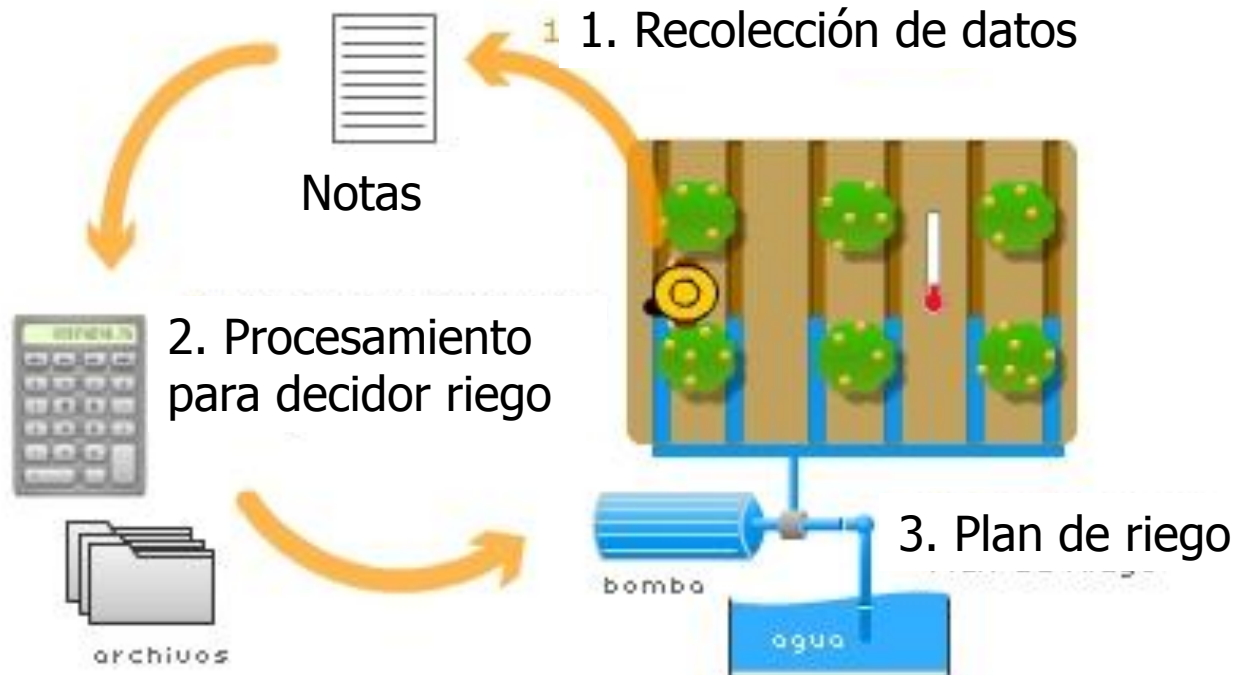 1. Recolección de datos
Notas
2. Procesamiento
para decidor riego
3. Plan de riego
bomba
agua
archivos